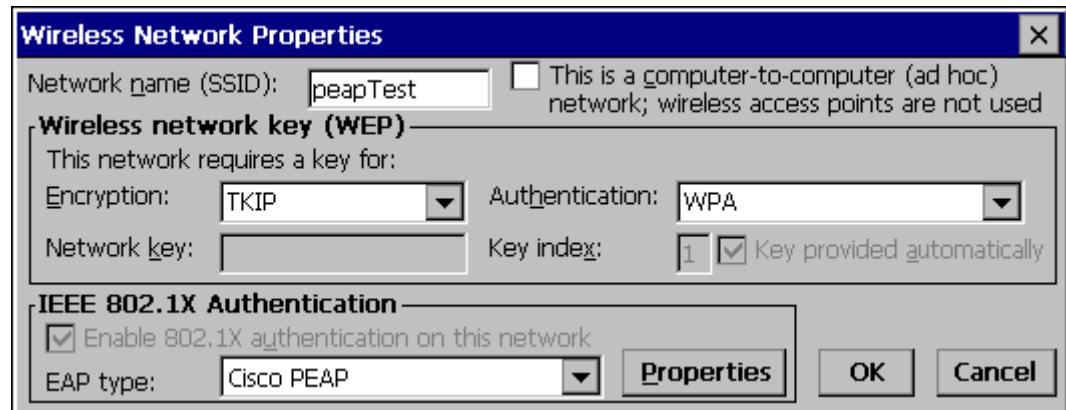 Wireless Network Properties
Network name (SSID): peapTest This is a computer-to-computer (ad hoc)
network; wireless access points are not used
Wireless network key (WEP)
This network requires a key for:
Encryption: TKIP Authentication: WPA
Network key: Key index: 1 Key provided automatically
IEEE 802.1X Authentication
Enable 802.1X authentication on this network
EAP type: Cisco PEAP Properties OK Cancel